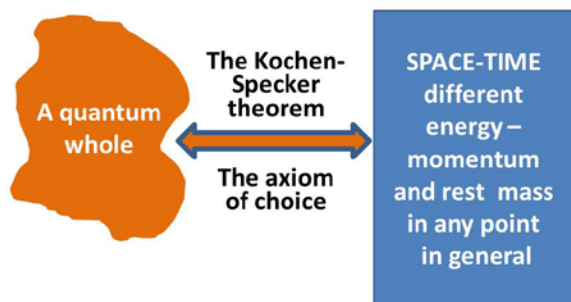 A quantum
whole
The Kochen-
Specker
theorem
The axiom
of choice
SPACE-TIME
different
energy –
momentum
and rest mass
in any point
in general